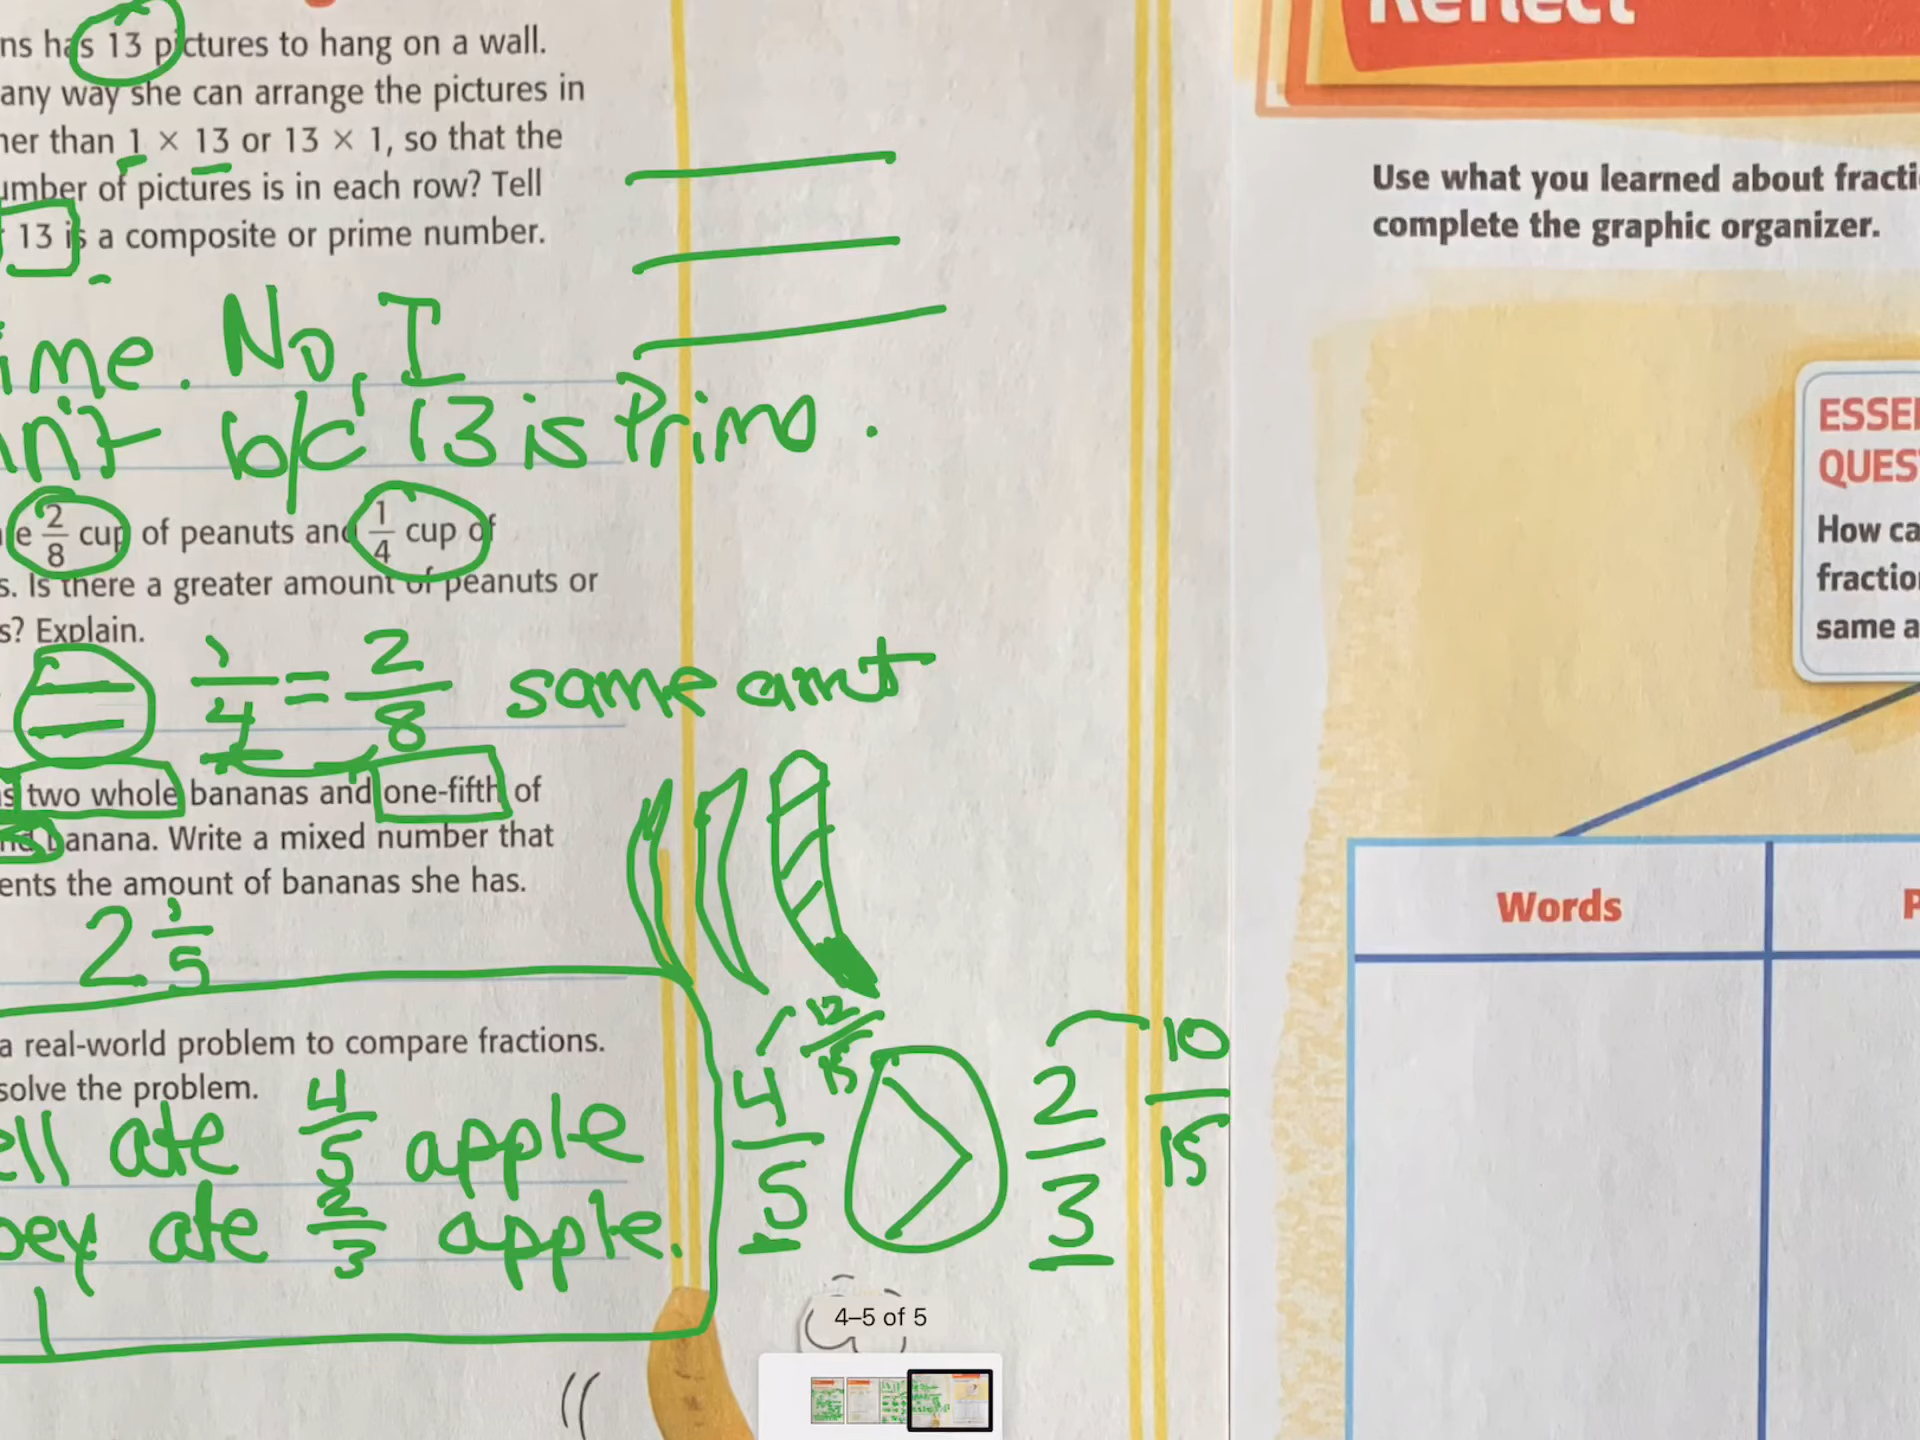 ns has 13 pictures to hang on a wall.
any way she can arrange the pictures in
her than 1 × 13 or 13 × 1, so that the
umber of pictures is in each row? Tell
13 is a composite or prime number.
ime. No, I
an't b/c 13 is Prime.
e 2/8 cup of peanuts and 1/4 cup of
s. Is there a greater amount of peanuts or
s? Explain.
= 1/4 = 2/8 same amt
s two whole bananas and one-fifth of
banana. Write a mixed number that
ents the amount of bananas she has.
2 1/5
a real-world problem to compare fractions.
solve the problem.
ell ate 4/5 apple
oey ate 2/3 apple.
12/15 10/15
4/5 > 2/3
4–5 of 5
Reflect
Use what you learned about fracti
complete the graphic organizer.
ESSE
QUES
How ca
fractio
same a
Words
P